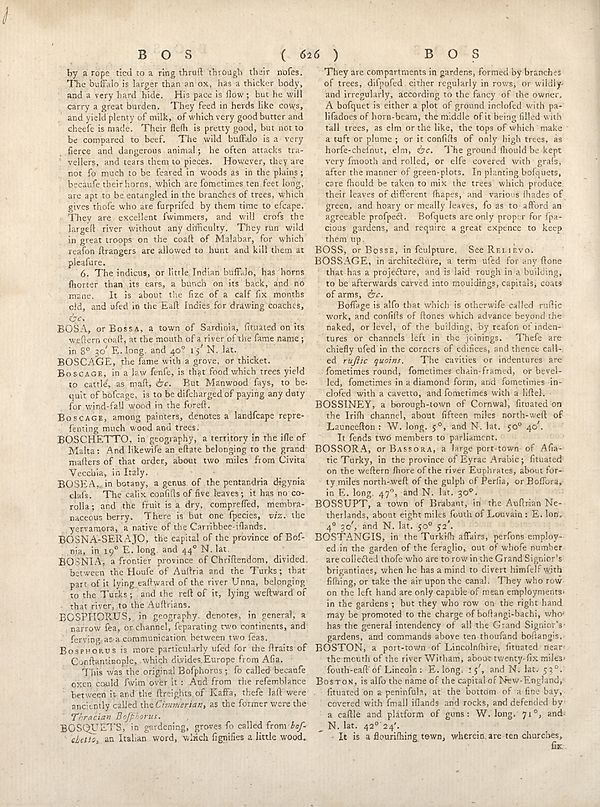 B O S ( 626 ) B O S
by a rope tied to a ring thruſt through their noſes.
The buffalo is larger than an ox, has a thicker body,
and a very hard hide. His pace is ſlow; but he will
carry a great burden. They feed in herds like cows,
and yield plenty of milk, of which very good butter and
cheeſe is made. Their fleſh is pretty good, but not to
be compared to beef. The wild buffalo is a very
fierce and dangerous animal; he often attacks tra-
vellers, and tears them to pieces. However, they are
not ſo much to be feared in woods as in the plains;
becauſe their horns, which are ſometimes ten feet long,
are apt to be entangled in the branches of trees, which
gives thoſe who are ſurpriſed by them time to eſcape.
They are excellent ſwimmers, and will croſs the
largeſt river without any difficulty. They run wild
in great troops on the coaſt of Malabar, for which
reaſon ſtrangers are allowed to hunt and kill them at
pleaſure.
6. The indicus, or little Indian buffalo, has horns
ſhorter than its ears, a bunch on its back, and no
mane. It is about the ſize of a calf ſix months
old, and uſed in the Eaſt Indies for drawing coaches,
&c.
BOSA, or Bossa, a town of Sardinia, ſituated on its
weſtern coaſt, at the mouth of a river of the ſame name;
in 8° 30′ E. long. and 40° 15′ N. lat.
BOSCAGE, the ſame with a grove, or thicket.
Boscage, in a law ſenſe, is that food which trees yield
to cattle, as maſt, &c. But Manwood ſays, to be
quit of boſcage, is to be diſcharged of paying any duty
for wind-fall wood in the foreſt.
Boscage, among painters, denotes a landſcape repre-
ſenting much wood and trees.
BOSCHETTO, in geography, a territory in the iſle of
Malta: And likewiſe an eſtate belonging to the grand
maſters of that order, about two miles from Civita
Vecchia, in Italy.
BOSEA, in botany, a genus of the pentandria digynia
claſs. The calix conſiſts of five leaves; it has no co-
rolla; and the fruit is a dry, compreſſed, membra-
naceous berry. There is but one ſpecies, viz. the
yervamora, a native of the Carribbee-iſlands.
BOSNA-SERAJO, the capital of the province of Boſ-
nia, in 19° E. long. and 44° N. lat.
BOSNIA, a frontier province of Chriſtendom, divided
between the Houſe of Auſtria and the Turks; that
part of it lying eaſtward of the river Unna, belonging
to the Turks; and the reſt of it, lying weſtward of
that river, to the Auſtrians.
BOSPHORUS, in geography, denotes, in general, a
narrow ſea, or channel, ſeparating two continents, and
ſerving as a communication between two ſeas.
Bosphorus is more particularly uſed for the ſtraits of
Conſtantinople, which divides Europe from Aſia.
This was the original Boſphorus; ſo called becauſe
oxen could ſwim over it: And from the reſemblance
between it and the ſtreights of Kaffa, theſe laſt were
anciently called the Cimmerian, as the former were the
Thracian Boſphorus.
BOSQUETS, in gardening, groves ſo called from boſ-
chetto, an Italian word, which ſignifies a little wood.
They are compartments in gardens, formed by branches
of trees, diſpoſed either regularly in rows, or wildly
and irregularly, according to the fancy of the owner.
A boſquet is either a plot of ground incloſed with pa-
liſadoes of horn-beam, the middle of it being filled with
tall trees, as elm or the like, the tops of which make
a tuft or plume; or it conſiſts of only high trees, as
horſe-cheſnut, elm, &c. The ground ſhould be kept
very ſmooth and rolled, or elſe covered with graſs,
after the manner of green-plots. In planting boſquets,
care ſhould be taken to mix the trees which produce
their leaves of different ſhapes, and various ſhades of
green, and hoary or mealy leaves, ſo as to afford an
agreeable proſpect. Boſquets are only proper for ſpa-
cious gardens, and require a great expence to keep
them up.
BOSS, or Bosse, in ſculpture. See Relievo.
BOSSAGE, in architecture, a term uſed for any ſtone
that has a projecture, and is laid rough in a building,
to be afterwards carved into mouldings, capitals, coats
of arms, &c.
Boſſage is alſo that which is otherwiſe called ruſtic
work, and conſiſts of ſtones which advance beyond the
naked, or level, of the building, by reaſon of inden-
tures or channels left in the joinings. Theſe are
chiefly uſed in the corners of edifices, and thence call-
ed ruſtic quoins. The cavities or indentures are
ſometimes round, ſometimes chain-framed, or bevel-
led, ſometimes in a diamond form, and ſometimes in-
cloſed with a cavetto, and ſometimes with a liſtel.
BOSSINEY, a borough-town of Cornwal, ſituated on
the Iriſh channel, about fifteen miles north-weſt of
Launceſton: W. long. 5°, and N. lat. 50° 40′.
It ſends two members to parliament.
BOSSORA, or Bassora, a large port-town of Aſia-
tic Turky, in the province of Eyrac Arabic; ſituated
on the weſtern ſhore of the river Euphrates, about for-
ty miles north-weſt of the gulph of Perſia, or Boſſora,
in E. long. 47°, and N. lat. 30°.
BOSSUPT, a town of Brabant, in the Auſtrian Ne-
therlands, about eight miles ſouth of Louvain: E. lon.
4° 30′, and N. lat. 50° 52′.
BOSTANGIS, in the Turkiſh affairs, perſons employ-
ed in the garden of the ſeraglio, out of whoſe number
are collected thoſe who are to row in the Grand Signior's
brigantines, when he has a mind to divert himſelf with
fiſhing, or take the air upon the canal. They who row
on the left hand are only capable of mean employments
in the gardens; but they who row on the right hand
may be promoted to the charge of boſtangi-bachi, who
has the general intendency of all the Grand Signior's
gardens, and commands above ten thouſand boſtangis.
BOSTON, a port-town of Lincolnſhire, ſituated near
the mouth of the river Witham, about twenty-ſix miles
ſouth-eaſt of Lincoln: E. long. 15′, and N. lat. 53°.
Boston, is alſo the name of the capital of New-England,
ſituated on a peninſula, at the bottom of a fine bay,
covered with ſmall iſlands and rocks, and defended by
a caſtle and platform of guns: W. long. 71°, and
N. lat. 42° 24′.
It is a flouriſhing town, wherein are ten churches,
ſix